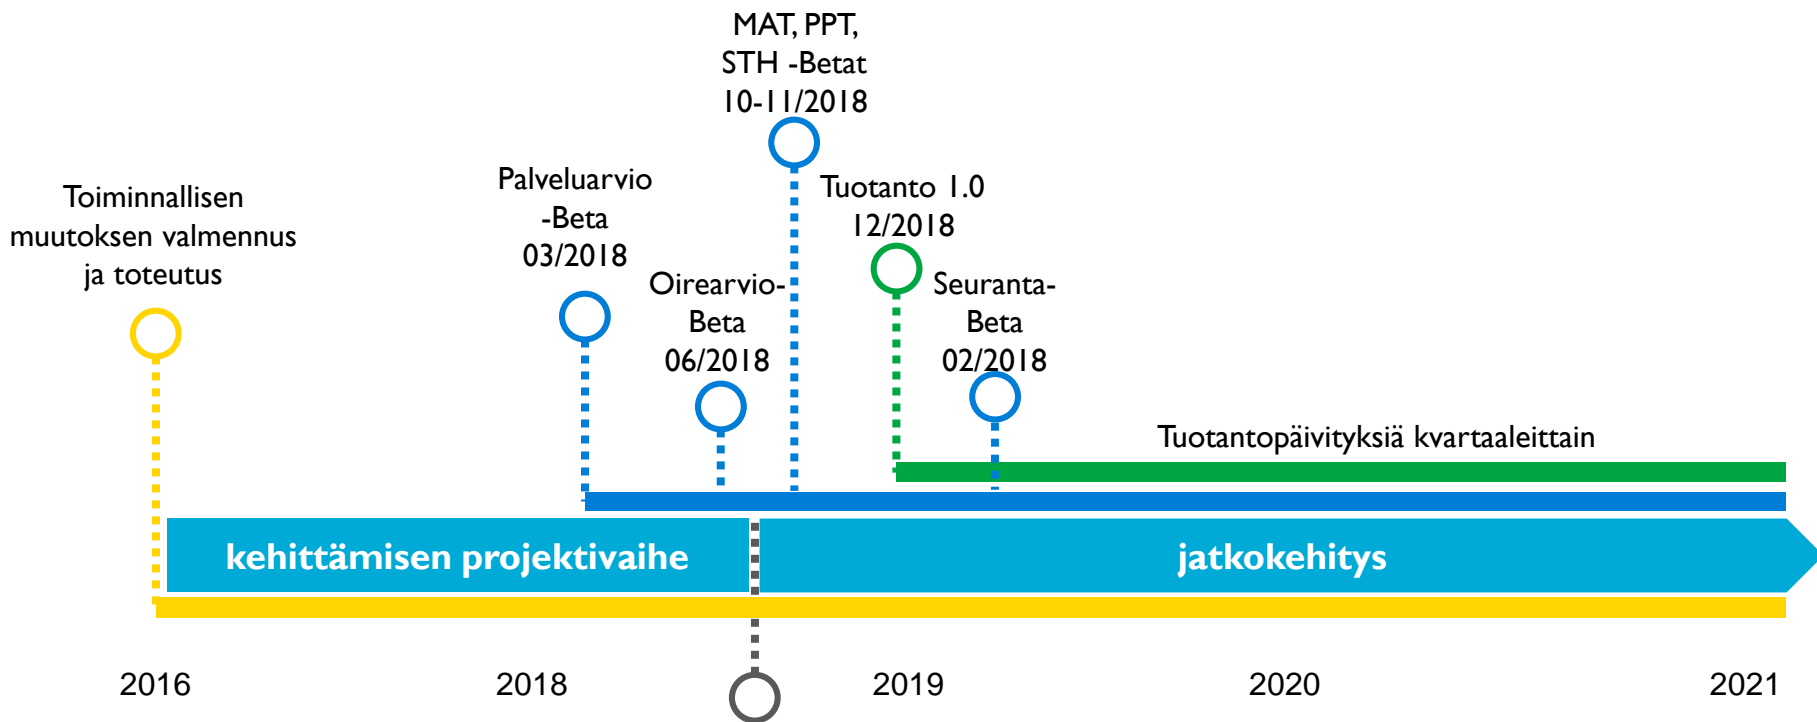 MAT, PPT,
STH -Betat
10-11/2018
Toiminnallisen
muutoksen valmennus
ja toteutus
Palveluarvio
-Beta
03/2018
Oirearvio-
Beta
06/2018
Tuotanto 1.0
12/2018
Seuranta-
Beta
02/2018
Tuotantopäivityksiä kvartaaleittain
kehittämisen projektivaihe
jatkokehitys
2016
2018
2019
2020
2021